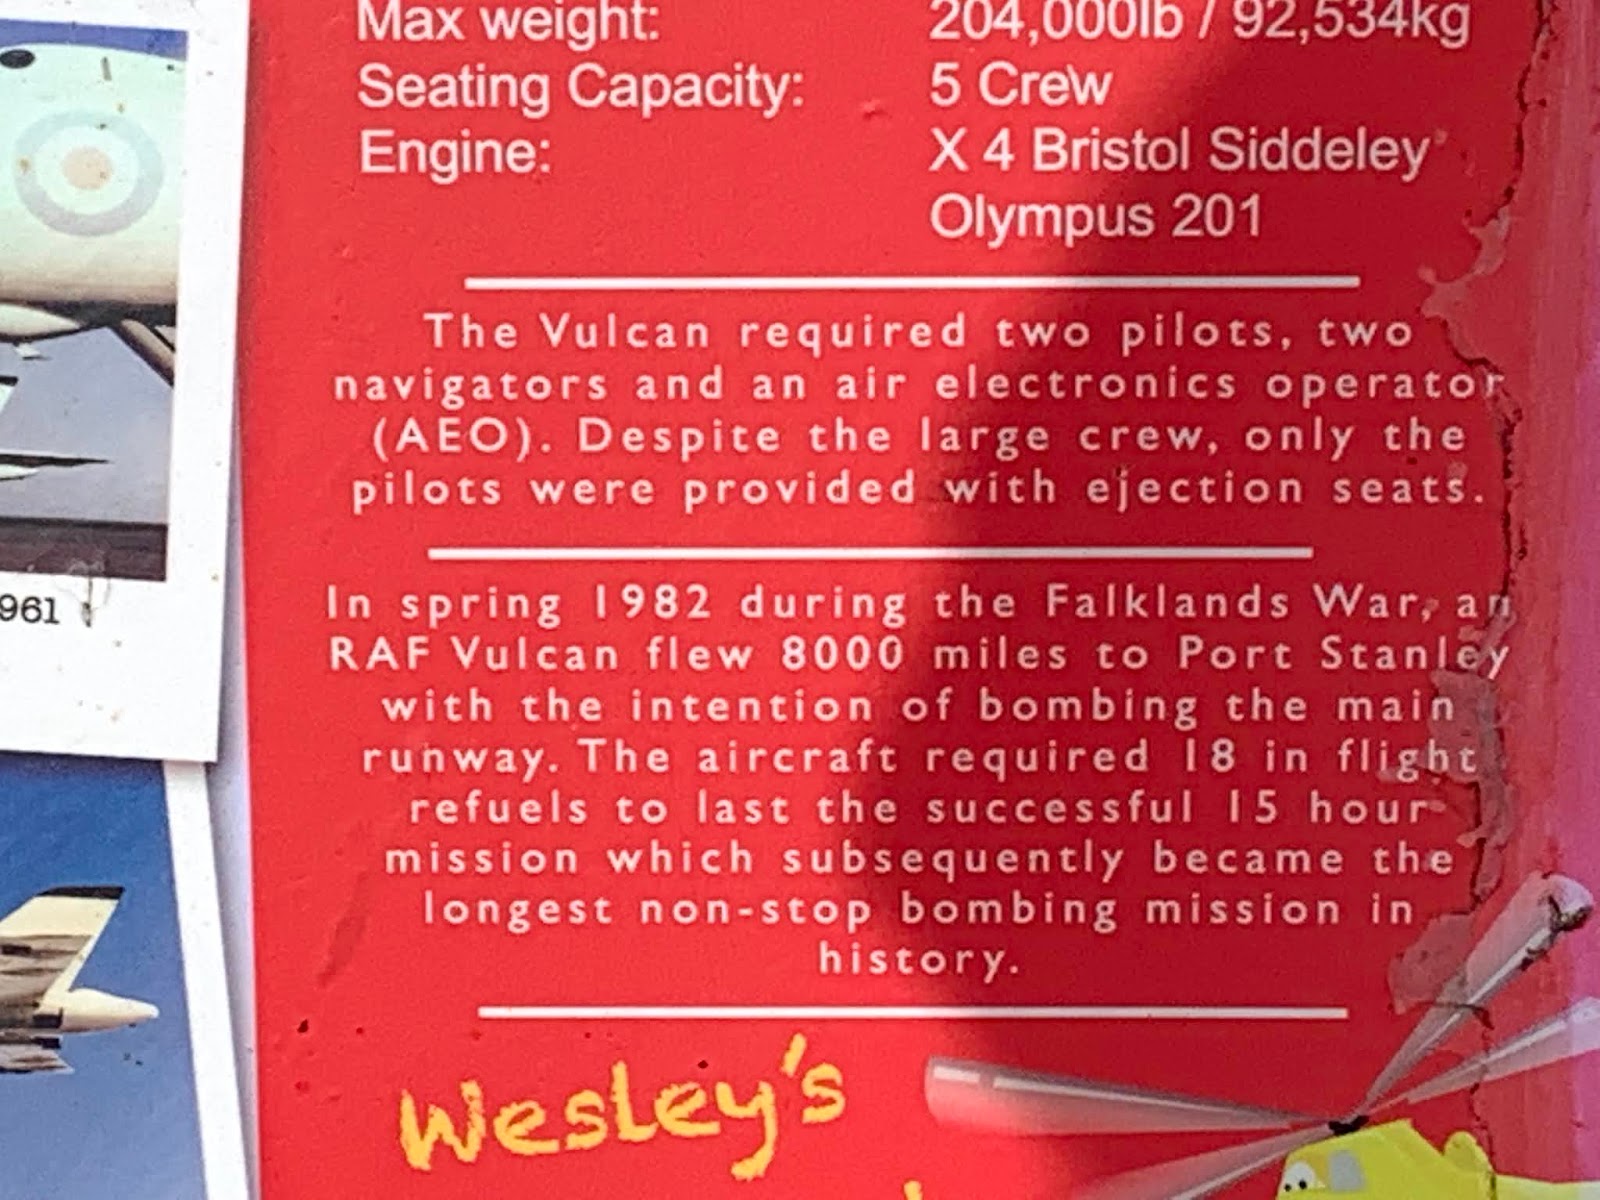 Max weight: 204,000lb / 92,534kg
Seating Capacity: 5 Crew
Engine: X 4 Bristol Siddeley
Olympus 201
The Vulcan required two pilots, two
navigators and an air electronics operator
(AEO). Despite the large crew, only the
pilots were provided with ejection seats.
961
In spring 1982 during the Falklands War, an
RAF Vulcan flew 8000 miles to Port Stanley
with the intention of bombing the main
runway. The aircraft required 18 in flight
refuels to last the successful 15 hour
mission which subsequently became the
longest non-stop bombing mission in
history.
Wesley's